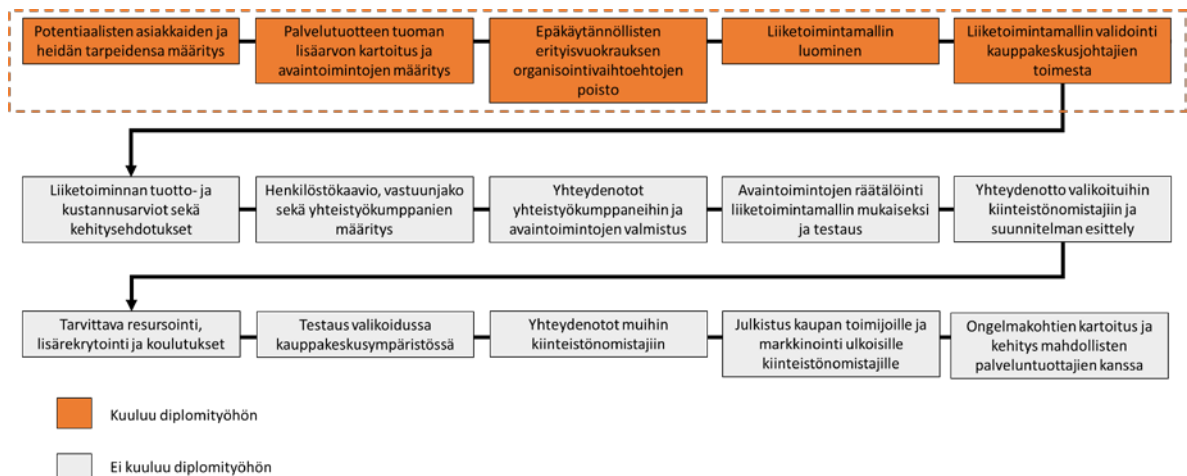 Potentiaalisten asiakkaiden ja
heidän tarpeidensa määritys
Palvelutuotteen tuoman
lisäarvon kartoitus ja
avaintoimintojen määritys
Epäkäytännöllisten
erityisvuokrauksen
organisointivaihtoehtojen
poisto
Liiketoimintamallin
luominen
Liiketoimintamallin validointi
kauppakeskusjohtajien
toimesta
Liiketoiminnan tuotto- ja
kustannusarviot sekä
kehitysehdotukset
Henkilöstökaavio, vastuunjako
sekä yhteistyökumppanien
määritys
Yhteydenotot
yhteistyökumppaneihin ja
avaintoimintojen valmistus
Avaintoimintojen räätälöinti
liiketoimintamallin mukaiseksi
ja testaus
Yhteydenotto valikoituihin
kiinteistönomistajiin ja
suunnitelman esittely
Tarvittava resursointi,
lisärekrytointi ja koulutukset
Testaus valikoidussa
kauppakeskusympäristössä
Yhteydenotot muihin
kiinteistönomistajiin
Julkistus kaupan toimijoille ja
markkinointi ulkoisille
kiinteistönomistajille
Ongelmakohtien kartoitus ja
kehitys mahdollisten
palveluntuottajien kanssa
Kuuluu diplomityöhön
Ei kuuluu diplomityöhön